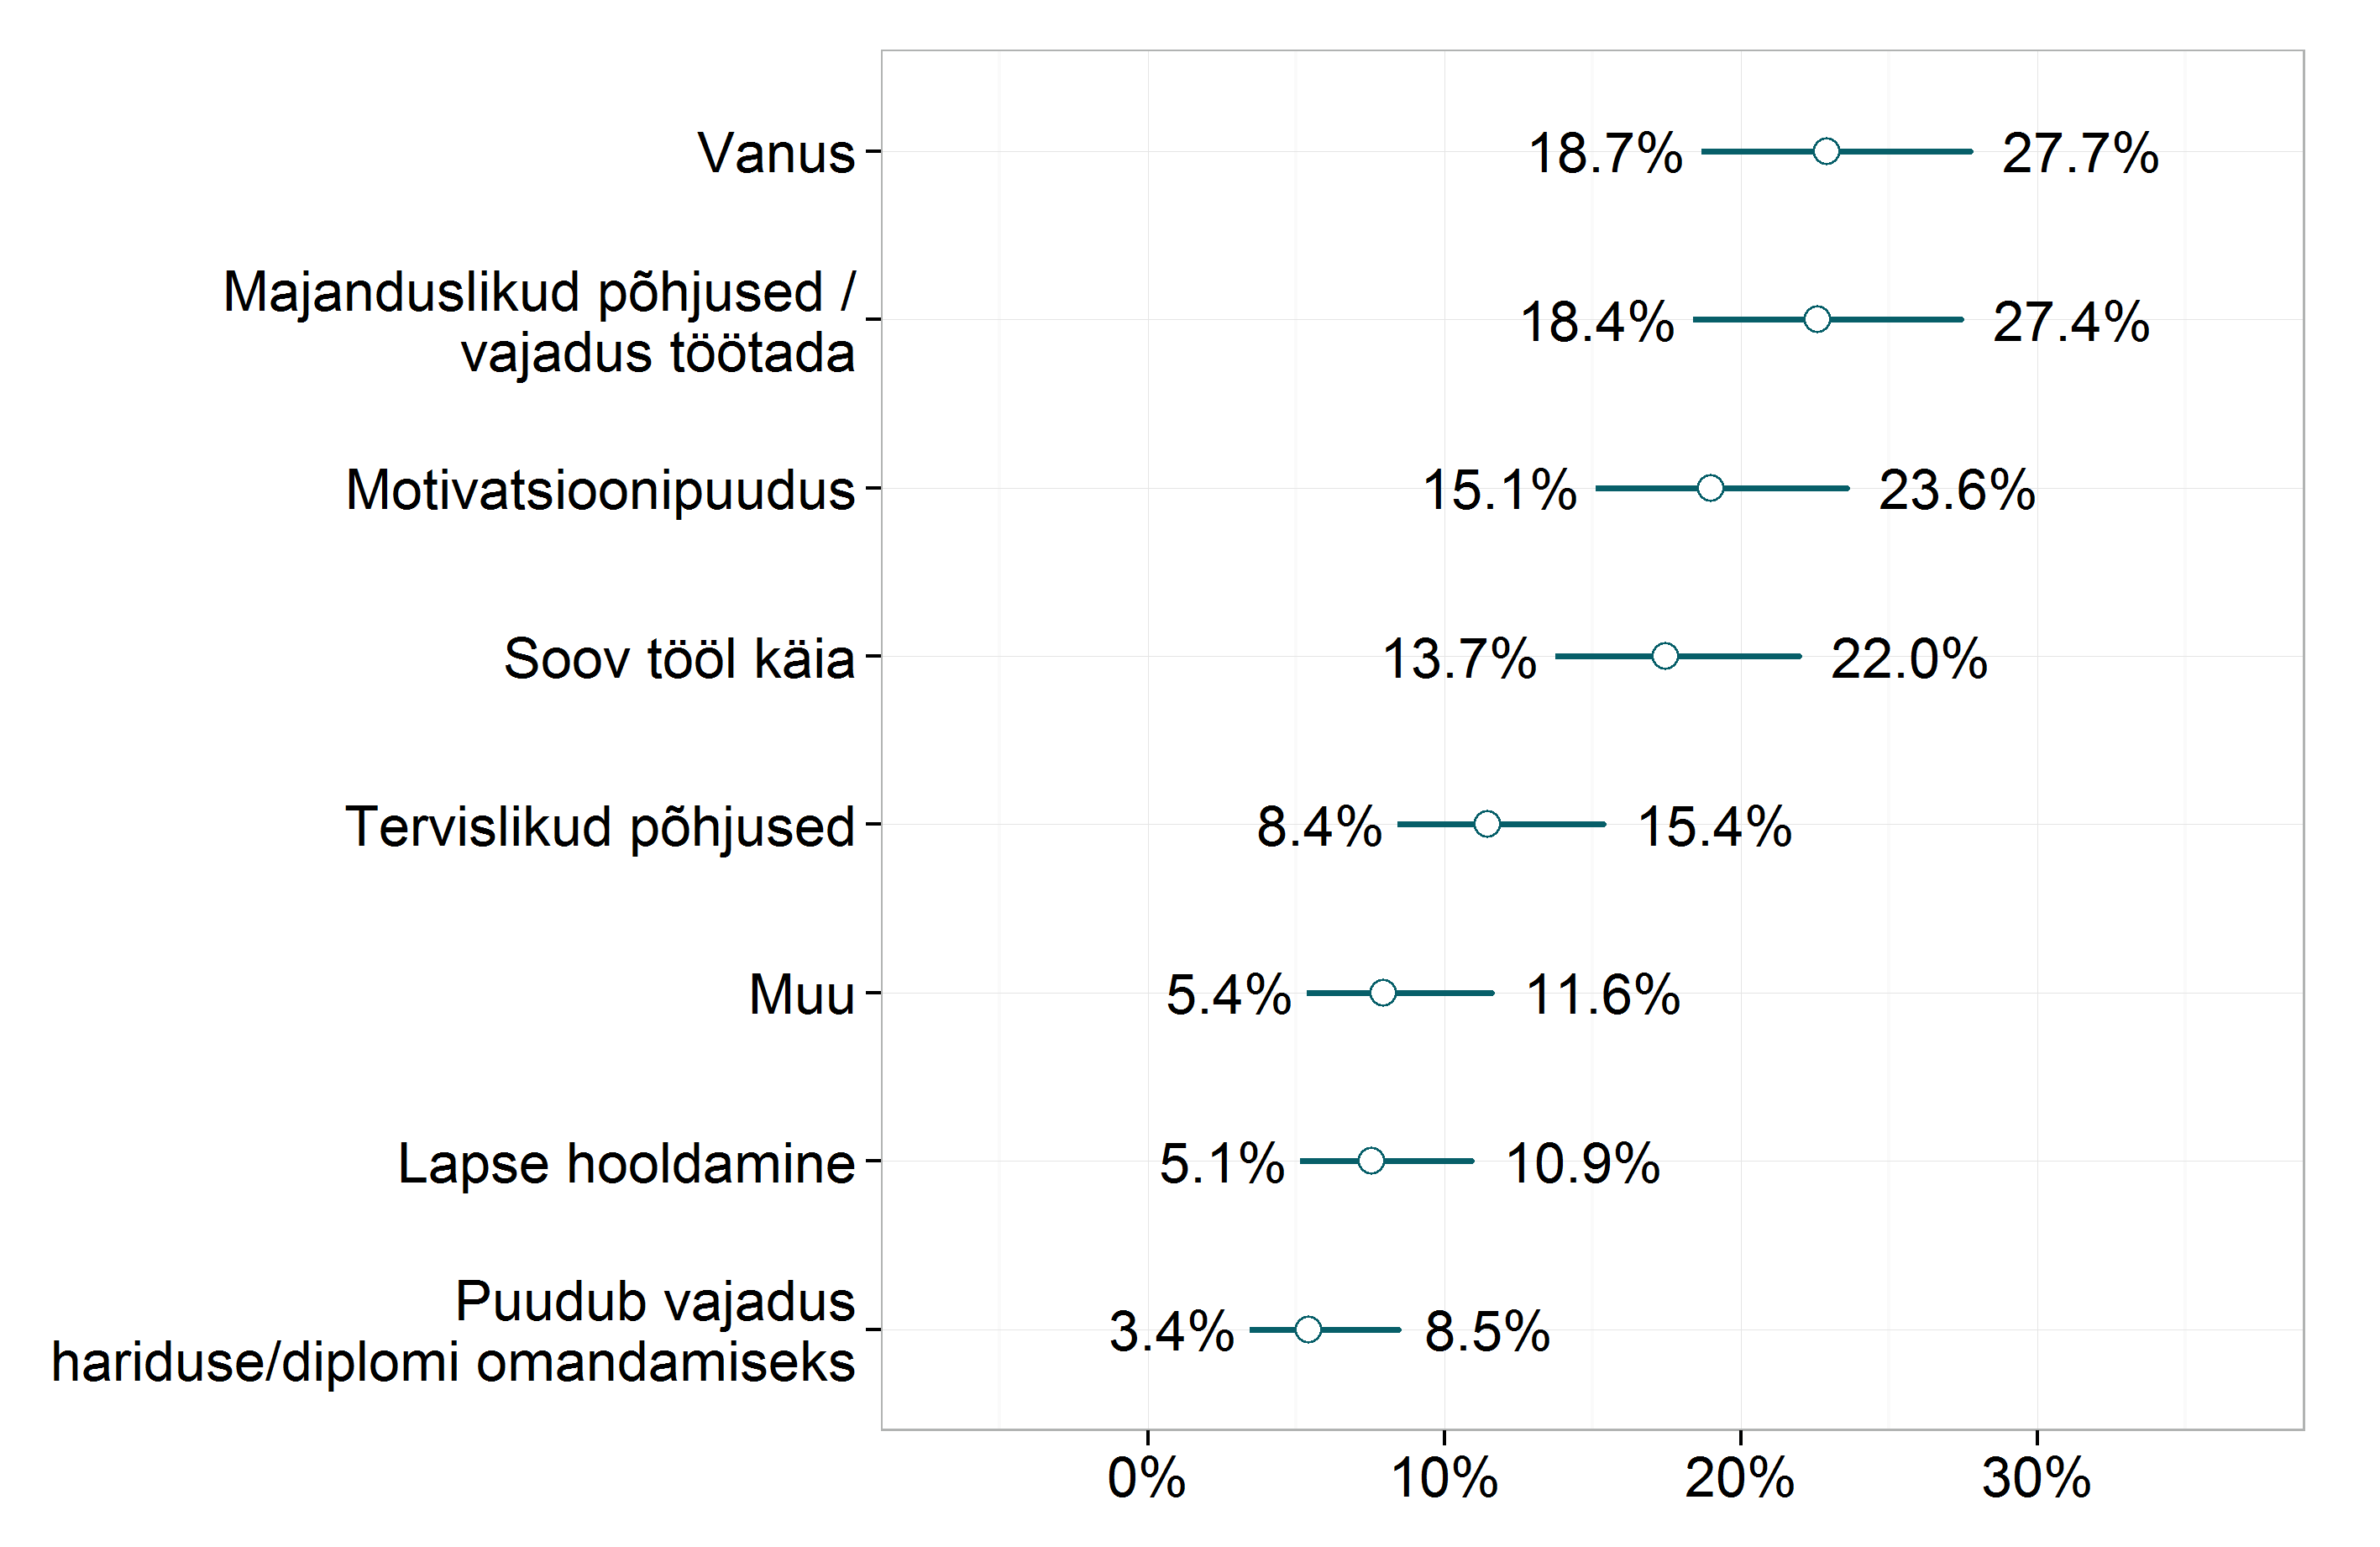 Vanus
18.7%
27.7%
Majanduslikud põhjused /
vajadus töötada
18.4%
27.4%
Motivatsioonipuudus
15.1%
23.6%
Soov tööl käia
13.7%
22.0%
Tervislikud põhjused
8.4%
15.4%
Muu
5.4%
11.6%
Lapse hooldamine
5.1%
10.9%
Puudub vajadus
hariduse/diplomi omandamiseks
3.4%
8.5%
0%
10%
20%
30%